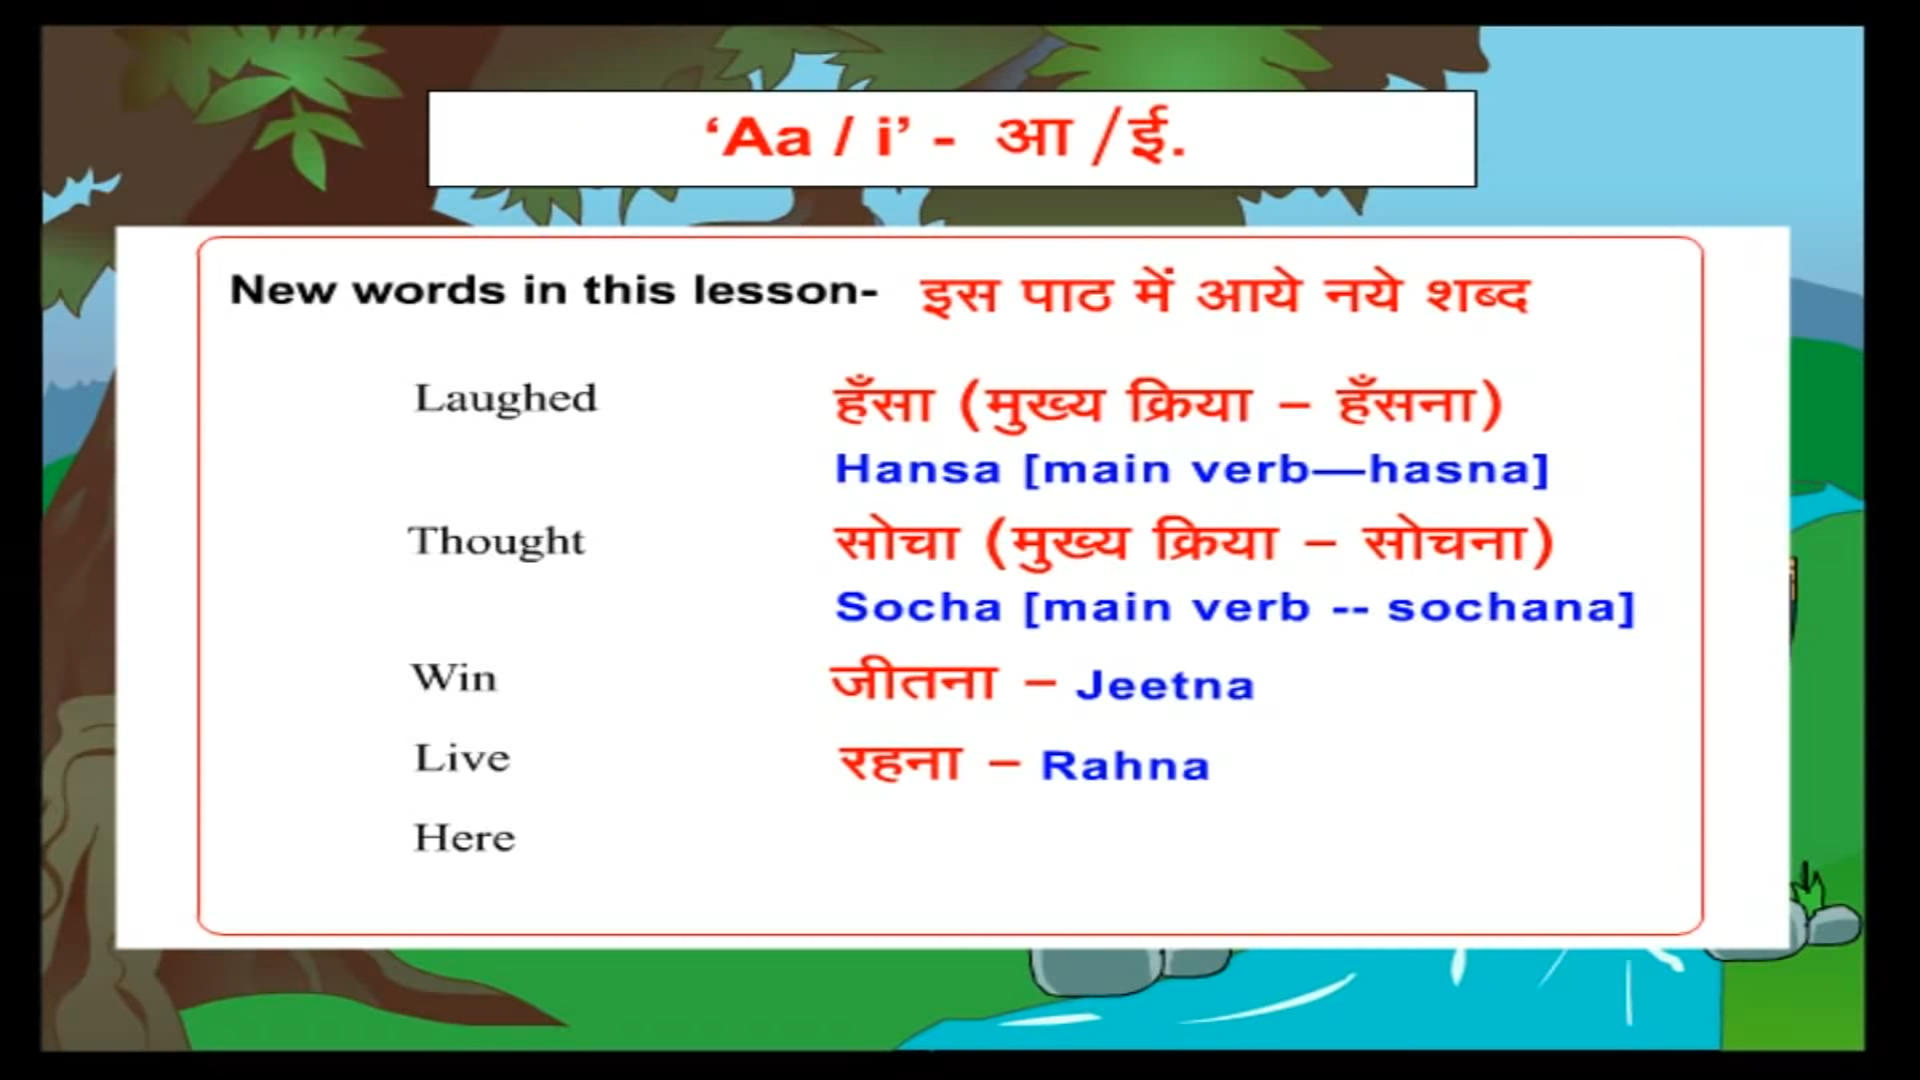 ‘Aa / i’ - आ /ई.
New words in this lesson- इस पाठ में आये नये शब्द
Laughed हँसा (मुख्य क्रिया – हँसना)
Hansa [main verb—hasna]
Thought सोचा (मुख्य क्रिया – सोचना)
Socha [main verb -- sochana]
Win जीतना – Jeetna
Live रहना – Rahna
Here